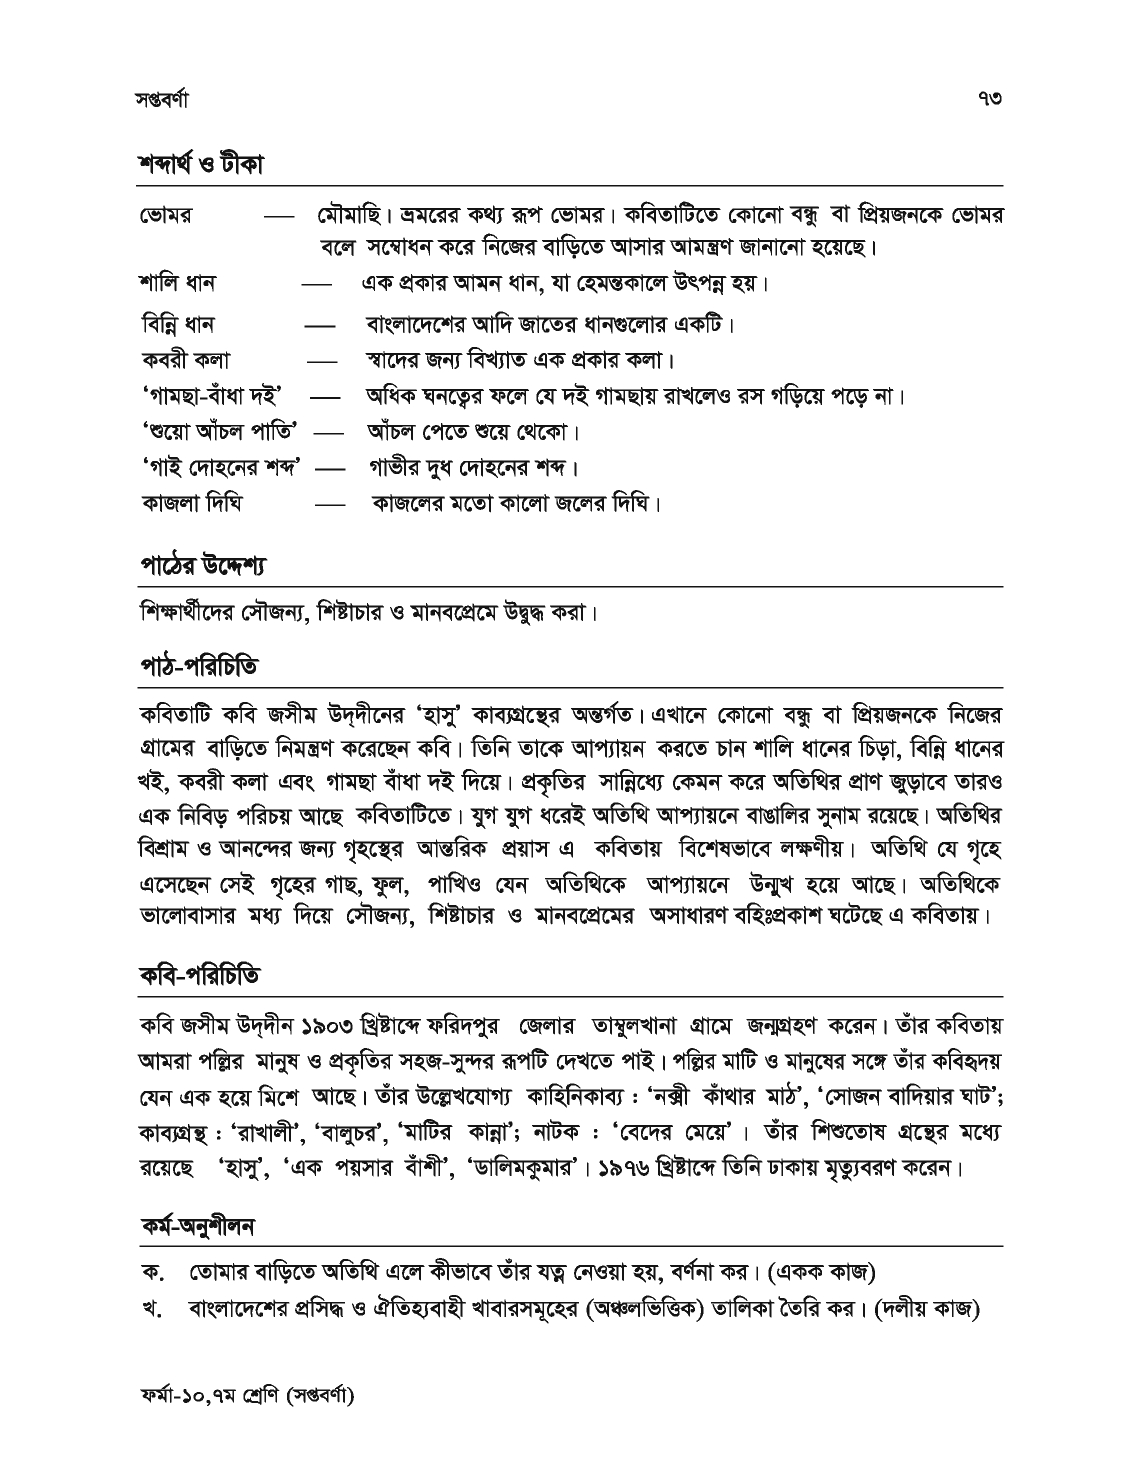 সপ্তবর্ণা ৭৩
শব্দার্থ ও টীকা
ভোমর — মৌমাছি। ভ্রমরের কথ্য রূপ ভোমর। কবিতাটিতে কোনো বন্ধু বা প্রিয়জনকে ভোমর
বলে সম্বোধন করে নিজের বাড়িতে আসার আমন্ত্রণ জানানো হয়েছে।
শালি ধান — এক প্রকার আমন ধান, যা হেমন্তকালে উৎপন্ন হয়।
বিন্নি ধান — বাংলাদেশের আদি জাতের ধানগুলোর একটি।
কবরী কলা — স্বাদের জন্য বিখ্যাত এক প্রকার কলা।
‘গামছা-বাঁধা দই’ — অধিক ঘনত্বের ফলে যে দই গামছায় রাখলেও রস গড়িয়ে পড়ে না।
‘শুয়ো আঁচল পাতি’ — আঁচল পেতে শুয়ে থেকো।
‘গাই দোহনের শব্দ’ — গাভীর দুধ দোহনের শব্দ।
কাজলা দিঘি — কাজলের মতো কালো জলের দিঘি।
পাঠের উদ্দেশ্য
শিক্ষার্থীদের সৌজন্য, শিষ্টাচার ও মানবপ্রেমে উদ্বুদ্ধ করা।
পাঠ-পরিচিতি
কবিতাটি কবি জসীম উদ্‌দীনের ‘হাসু’ কাব্যগ্রন্থের অন্তর্গত। এখানে কোনো বন্ধু বা প্রিয়জনকে নিজের
গ্রামের বাড়িতে নিমন্ত্রণ করেছেন কবি। তিনি তাকে আপ্যায়ন করতে চান শালি ধানের চিড়া, বিন্নি ধানের
খই, কবরী কলা এবং গামছা বাঁধা দই দিয়ে। প্রকৃতির সান্নিধ্যে কেমন করে অতিথির প্রাণ জুড়াবে তারও
এক নিবিড় পরিচয় আছে কবিতাটিতে। যুগ যুগ ধরেই অতিথি আপ্যায়নে বাঙালির সুনাম রয়েছে। অতিথির
বিশ্রাম ও আনন্দের জন্য গৃহস্থের আন্তরিক প্রয়াস এ কবিতায় বিশেষভাবে লক্ষণীয়। অতিথি যে গৃহে
এসেছেন সেই গৃহের গাছ, ফুল, পাখিও যেন অতিথিকে আপ্যায়নে উন্মুখ হয়ে আছে। অতিথিকে
ভালোবাসার মধ্য দিয়ে সৌজন্য, শিষ্টাচার ও মানবপ্রেমের অসাধারণ বহিঃপ্রকাশ ঘটেছে এ কবিতায়।
কবি-পরিচিতি
কবি জসীম উদ্‌দীন ১৯০৩ খ্রিষ্টাব্দে ফরিদপুর জেলার তাম্বুলখানা গ্রামে জন্মগ্রহণ করেন। তাঁর কবিতায়
আমরা পল্লির মানুষ ও প্রকৃতির সহজ-সুন্দর রূপটি দেখতে পাই। পল্লির মাটি ও মানুষের সঙ্গে তাঁর কবিহৃদয়
যেন এক হয়ে মিশে আছে। তাঁর উল্লেখযোগ্য কাহিনিকাব্য : ‘নক্সী কাঁথার মাঠ’, ‘সোজন বাদিয়ার ঘাট’;
কাব্যগ্রন্থ : ‘রাখালী’, ‘বালুচর’, ‘মাটির কান্না’; নাটক : ‘বেদের মেয়ে’ । তাঁর শিশুতোষ গ্রন্থের মধ্যে
রয়েছে ‘হাসু’, ‘এক পয়সার বাঁশী’, ‘ডালিমকুমার’। ১৯৭৬ খ্রিষ্টাব্দে তিনি ঢাকায় মৃত্যুবরণ করেন।
কর্ম-অনুশীলন
ক. তোমার বাড়িতে অতিথি এলে কীভাবে তাঁর যত্ন নেওয়া হয়, বর্ণনা কর। (একক কাজ)
খ. বাংলাদেশের প্রসিদ্ধ ও ঐতিহ্যবাহী খাবারসমূহের (অঞ্চলভিত্তিক) তালিকা তৈরি কর। (দলীয় কাজ)
ফর্মা-১০,৭ম শ্রেণি (সপ্তবর্ণা)